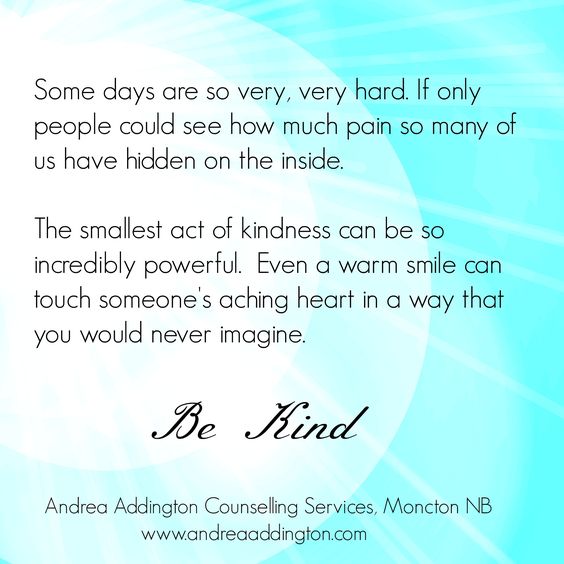 Some days are so very, very hard. If only
people could see how much pain so many of
us have hidden on the inside.
The smallest act of kindness can be so
incredibly powerful.  Even a warm smile can
touch someone's aching heart in a way that
you would never imagine.
Be Kind
Andrea Addington Counselling Services, Moncton NB
www.andreaaddington.com